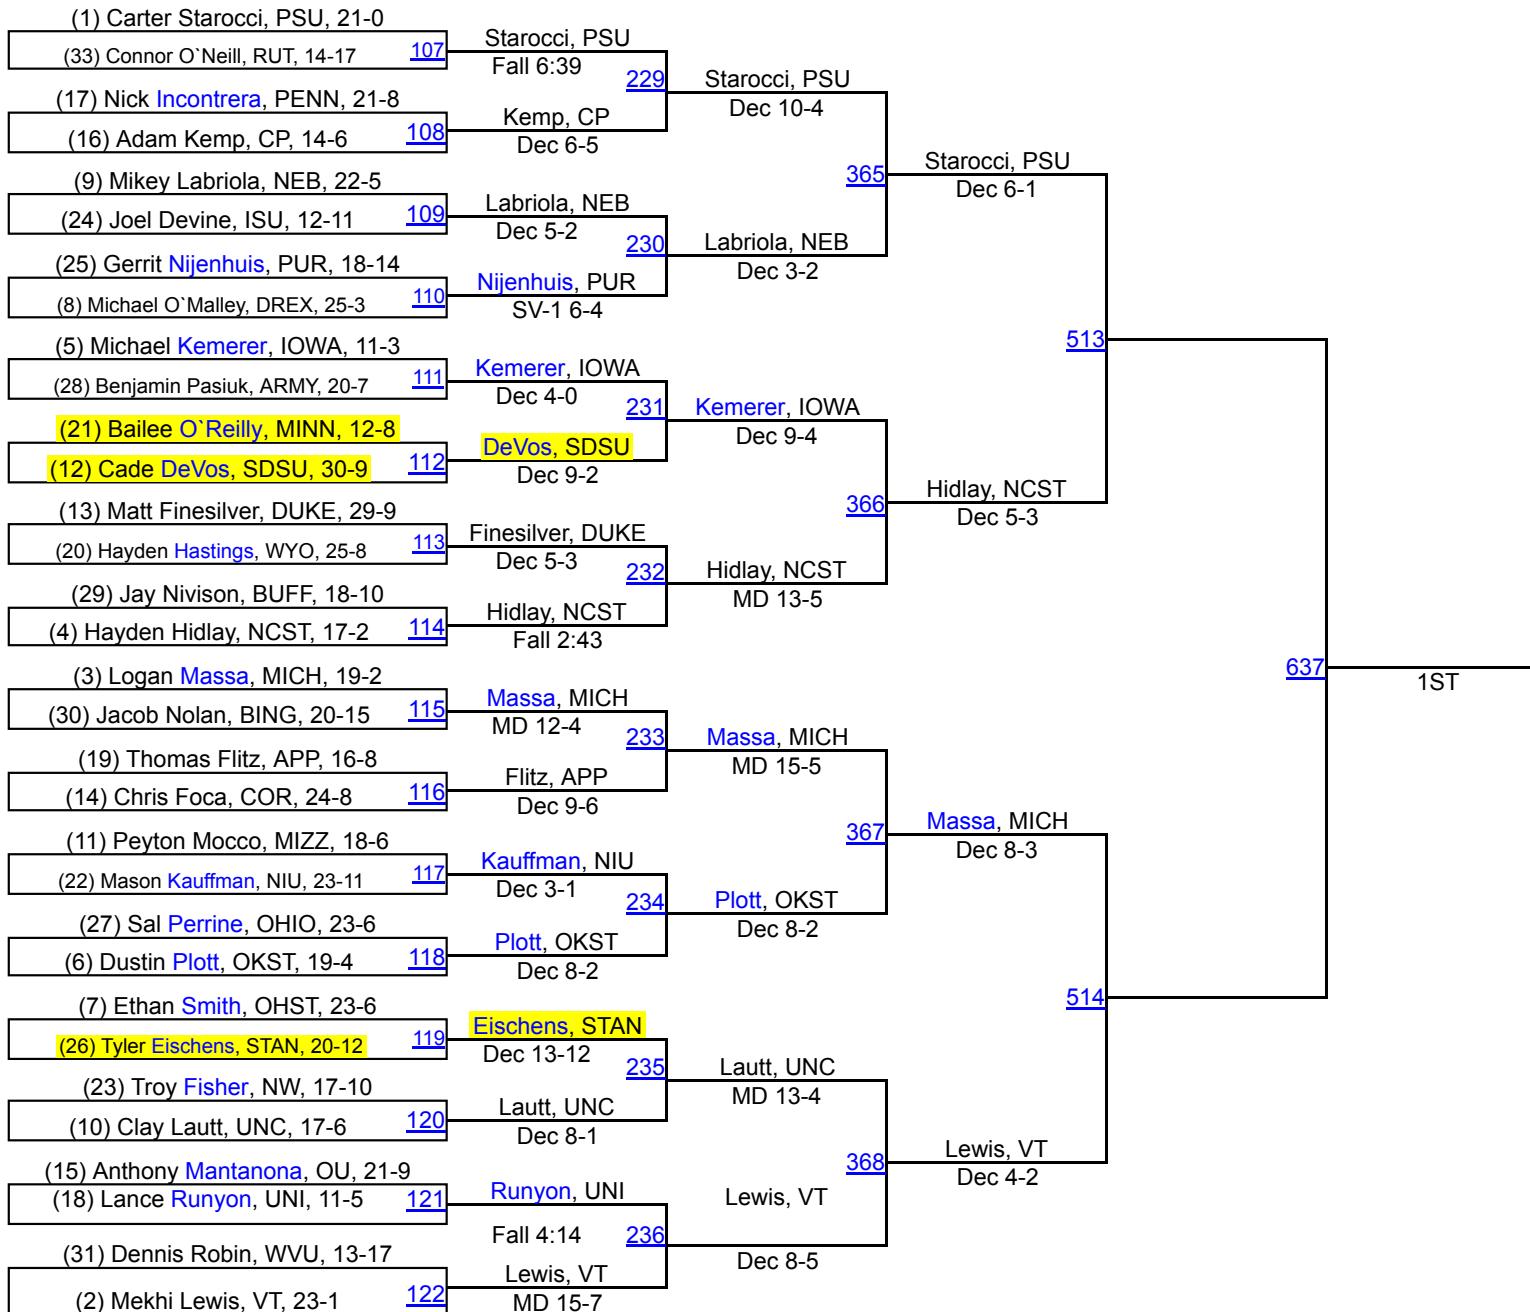 (1) Carter Starocci, PSU, 21-0
(33) Connor O`Neill, RUT, 14-17
107
(17) Nick Incontrera, PENN, 21-8
(16) Adam Kemp, CP, 14-6
108
(9) Mikey Labriola, NEB, 22-5
(24) Joel Devine, ISU, 12-11
109
(25) Gerrit Nijenhuis, PUR, 18-14
(8) Michael O`Malley, DREX, 25-3
110
(5) Michael Kemerer, IOWA, 11-3
(28) Benjamin Pasiuk, ARMY, 20-7
111
(21) Bailee O`Reilly, MINN, 12-8
(12) Cade DeVos, SDSU, 30-9
112
(13) Matt Finesilver, DUKE, 29-9
(20) Hayden Hastings, WYO, 25-8
113
(29) Jay Nivison, BUFF, 18-10
(4) Hayden Hidlay, NCST, 17-2
114
(3) Logan Massa, MICH, 19-2
(30) Jacob Nolan, BING, 20-15
115
(19) Thomas Flitz, APP, 16-8
(14) Chris Foca, COR, 24-8
116
(11) Peyton Mocco, MIZZ, 18-6
(22) Mason Kauffman, NIU, 23-11
117
(27) Sal Perrine, OHIO, 23-6
(6) Dustin Plott, OKST, 19-4
118
(7) Ethan Smith, OHST, 23-6
(26) Tyler Eischens, STAN, 20-12
119
(23) Troy Fisher, NW, 17-10
(10) Clay Lautt, UNC, 17-6
120
(15) Anthony Mantanona, OU, 21-9
(18) Lance Runyon, UNI, 11-5
121
(31) Dennis Robin, WVU, 13-17
(2) Mekhi Lewis, VT, 23-1
122
Starocci, PSU
Fall 6:39
229
Kemp, CP
Dec 6-5
Labriola, NEB
Dec 5-2
230
Nijenhuis, PUR
SV-1 6-4
Kemerer, IOWA
Dec 4-0
231
DeVos, SDSU
Dec 9-2
Finesilver, DUKE
Dec 5-3
232
Hidlay, NCST
Fall 2:43
Massa, MICH
MD 12-4
233
Flitz, APP
Dec 9-6
Kauffman, NIU
Dec 3-1
234
Plott, OKST
Dec 8-2
Eischens, STAN
Dec 13-12
235
Lautt, UNC
Dec 8-1
Runyon, UNI
Fall 4:14
236
Lewis, VT
MD 15-7
Starocci, PSU
Dec 10-4
365
Labriola, NEB
Dec 3-2
Kemerer, IOWA
Dec 9-4
366
Hidlay, NCST
MD 13-5
Massa, MICH
MD 15-5
367
Plott, OKST
Dec 8-2
Lautt, UNC
MD 13-4
368
Lewis, VT
Dec 8-5
Starocci, PSU
Dec 6-1
513
Hidlay, NCST
Dec 5-3
Massa, MICH
Dec 8-3
514
Lewis, VT
Dec 4-2
637
1ST